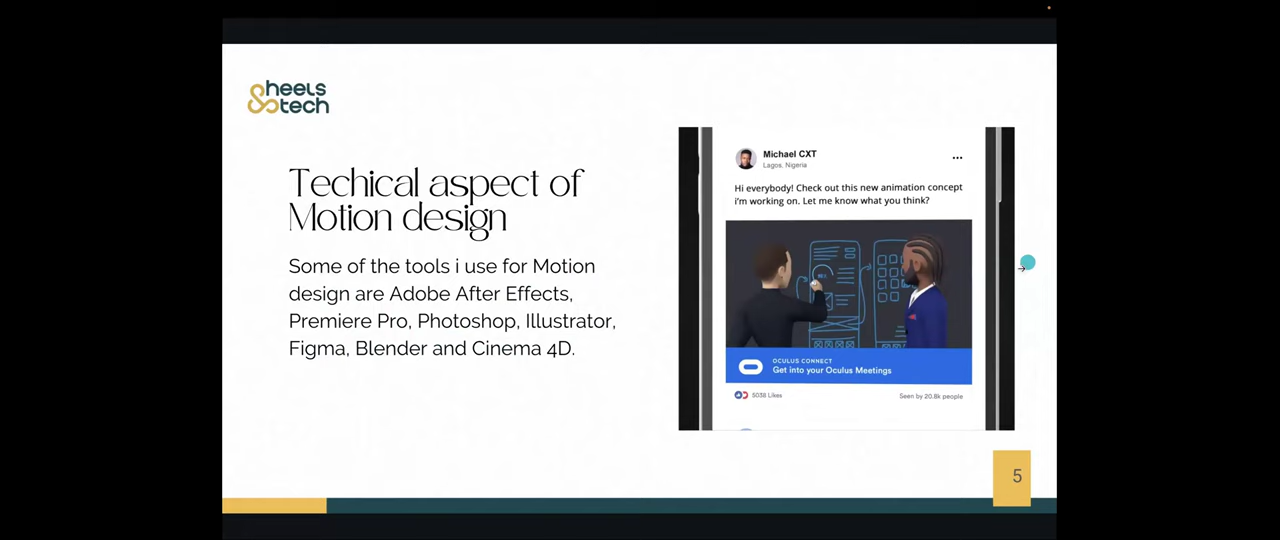 heels
& tech
Techical aspect of
Motion design
Some of the tools i use for Motion
design are Adobe After Effects,
Premiere Pro, Photoshop, Illustrator,
Figma, Blender and Cinema 4D.
Michael CXT
Lagos, Nigeria
Hi everybody! Check out this new animation concept
i'm working on. Let me know what you think?
OCULUS CONNECT
Get into your Oculus Meetings
5038 Likes
Seen by 20.8k people
5